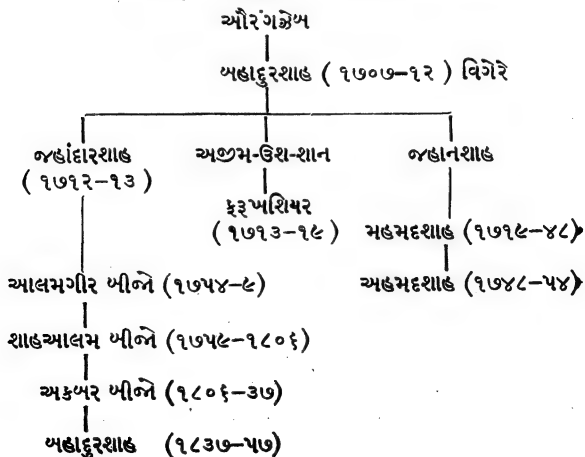 ઔરંગઝેબ
બહાદુરશાહ ( ૧૭૦૭-૧૨ ) વિગેરે
જહાંદારશાહ અજીમ-ઉશ-શાન જહાનશાહ
( ૧૭૧૨-૧૩ )
ફરૂખશિયર
( ૧૭૧૩-૧૯ ) મહમદશાહ (૧૭૧૯-૪૮)
આલમગીર બીજો (૧૭૫૪-૯) અહમદશાહ (૧૭૪૮-૫૪)
શાહઆલમ બીજો (૧૭૫૯-૧૮૦૬)
અકબર બીજો (૧૮૦૬-૩૭)
બહાદુરશાહ (૧૮૩૭-૫૭)